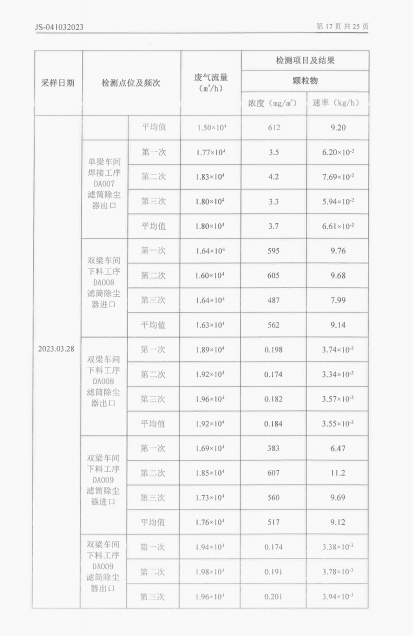 JS-041032023 第 17 页 共 25 页
采样日期 检测点位及频次 废气流量（m³/h） 检测项目及结果
颗粒物
浓度（mg/m³） 速率（kg/h）
平均值 1.50×10⁴ 612 9.20
单梁车间焊接工序DA007滤筒除尘器出口 第一次 1.77×10⁴ 3.5 6.20×10⁻²
第二次 1.83×10⁴ 4.2 7.69×10⁻²
第三次 1.80×10⁴ 3.3 5.94×10⁻²
平均值 1.80×10⁴ 3.7 6.61×10⁻²
双梁车间下料工序DA008滤筒除尘器进口 第一次 1.64×10⁴ 595 9.76
第二次 1.60×10⁴ 605 9.68
第三次 1.64×10⁴ 487 7.99
平均值 1.63×10⁴ 562 9.14
2023.03.28
双梁车间下料工序DA008滤筒除尘器出口 第一次 1.89×10⁴ 0.198 3.74×10⁻³
第二次 1.92×10⁴ 0.174 3.34×10⁻³
第三次 1.96×10⁴ 0.182 3.57×10⁻³
平均值 1.92×10⁴ 0.184 3.55×10⁻³
双梁车间下料工序DA009滤筒除尘器进口 第一次 1.69×10⁴ 383 6.47
第二次 1.85×10⁴ 607 11.2
第三次 1.73×10⁴ 560 9.69
平均值 1.76×10⁴ 517 9.12
双梁车间下料工序DA009滤筒除尘器出口 第一次 1.94×10⁴ 0.174 3.38×10⁻³
第二次 1.98×10⁴ 0.191 3.78×10⁻³
第三次 1.96×10⁴ 0.201 3.94×10⁻³